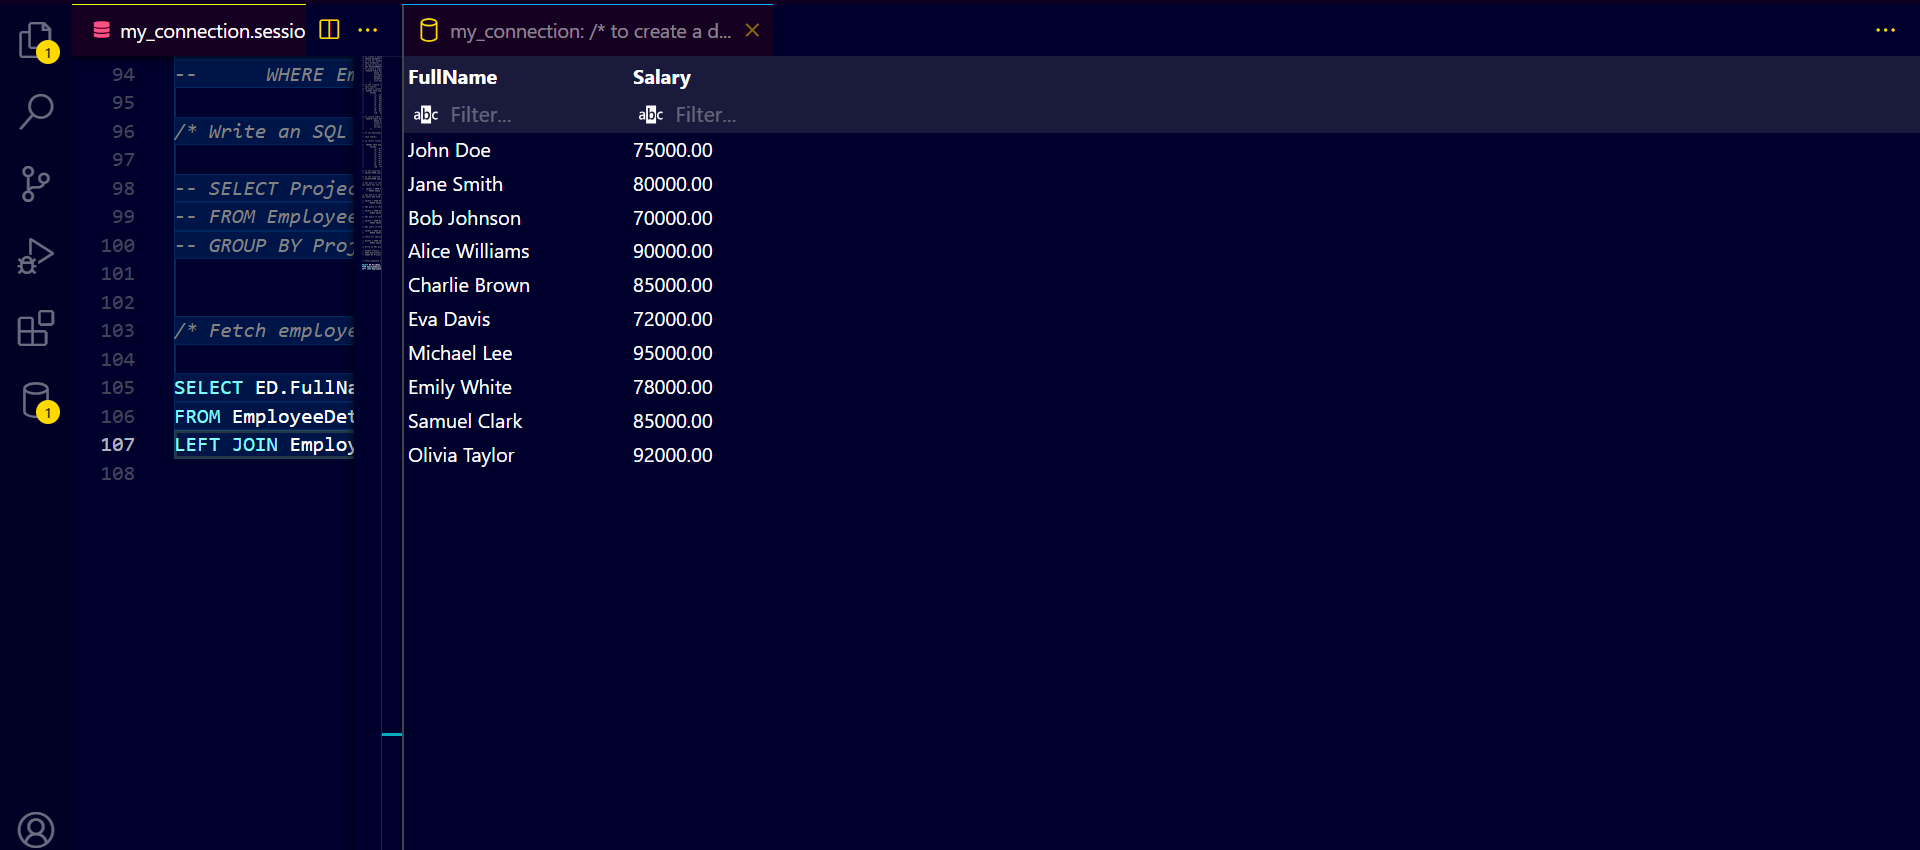 my_connection.sessio
my_connection: /* to create a d...
1
1
94 -- WHERE Em
95
96 /* Write an SQL
97
98 -- SELECT Projec
99 -- FROM Employee
100 -- GROUP BY Proj
101
102
103 /* Fetch employe
104
105 SELECT ED.FullNa
106 FROM EmployeeDet
107 LEFT JOIN Employ
108
FullName Salary
abc Filter... abc Filter...
John Doe 75000.00
Jane Smith 80000.00
Bob Johnson 70000.00
Alice Williams 90000.00
Charlie Brown 85000.00
Eva Davis 72000.00
Michael Lee 95000.00
Emily White 78000.00
Samuel Clark 85000.00
Olivia Taylor 92000.00